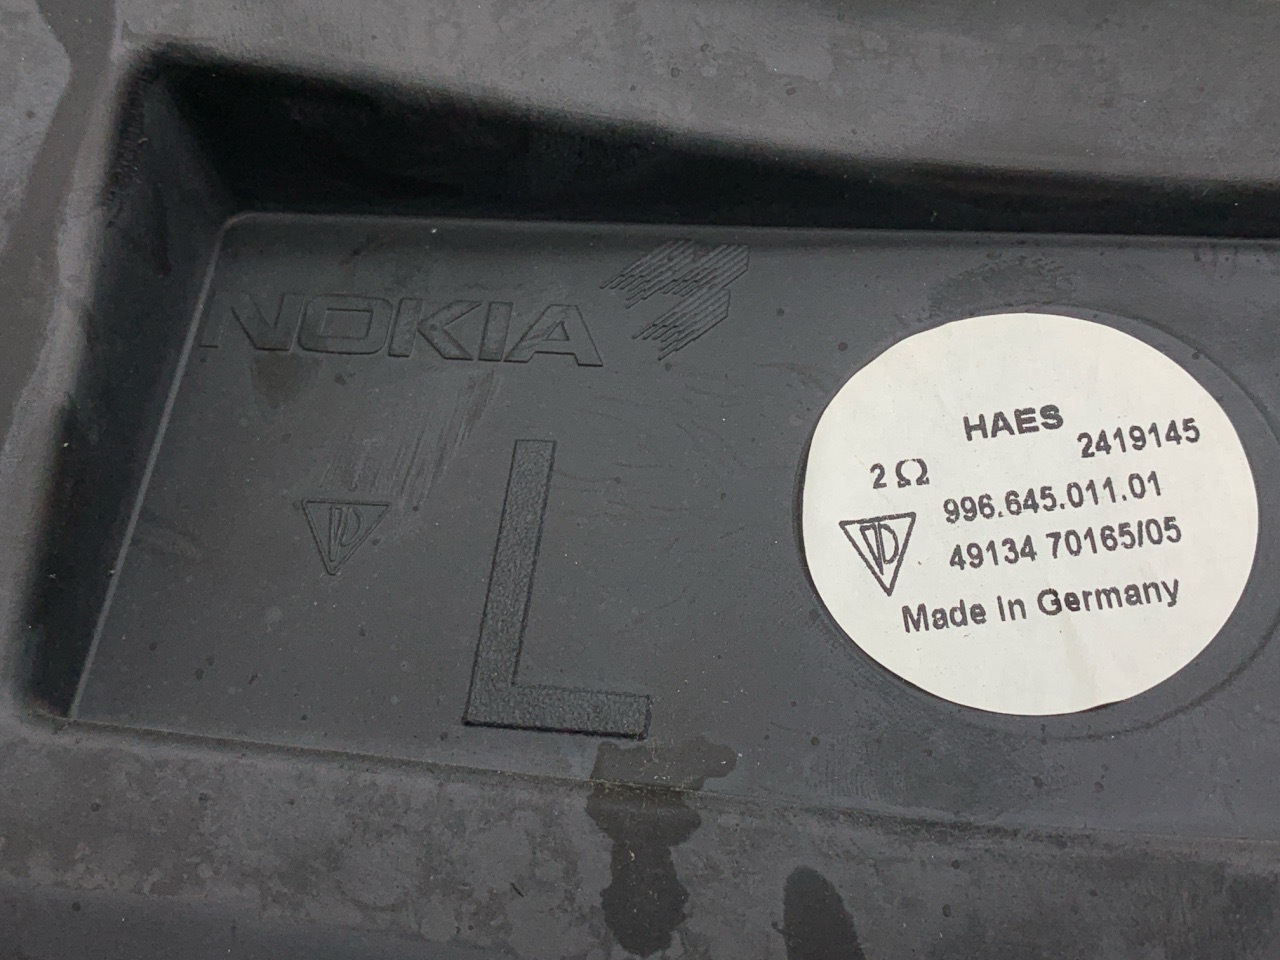 NOKIA
L
HAES
2419145
2 Ω
996.645.011.01
49134 70165/05
Made In Germany